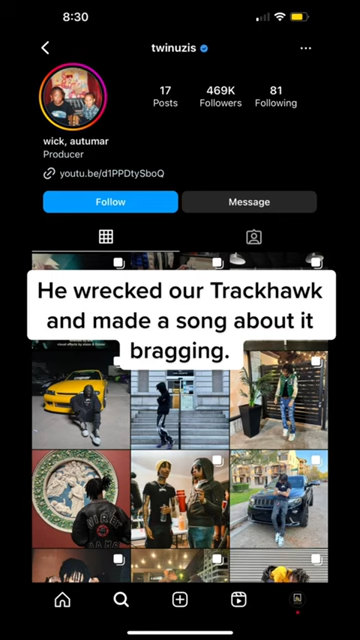 8:30
twinuzis
17
469K
81
Posts
Followers
Following
wick, autumar
Producer
youtu.be/d1PPDtySboQ
Follow
Message
He wrecked our Trackhawk
and made a song about it
bragging.